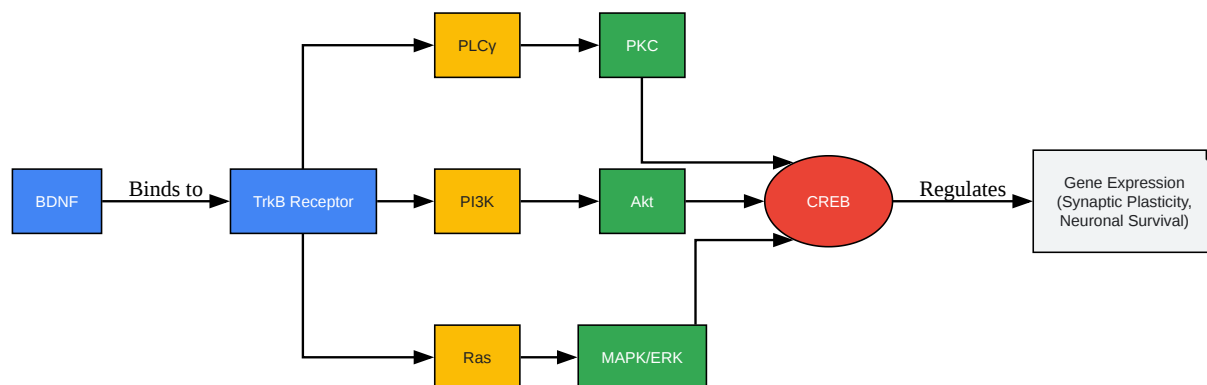 PLCγ
PKC
BDNF
Binds to
TrkB Receptor
PI3K
Akt
CREB
Regulates
Gene Expression
(Synaptic Plasticity,
Neuronal Survival)
Ras
MAPK/ERK